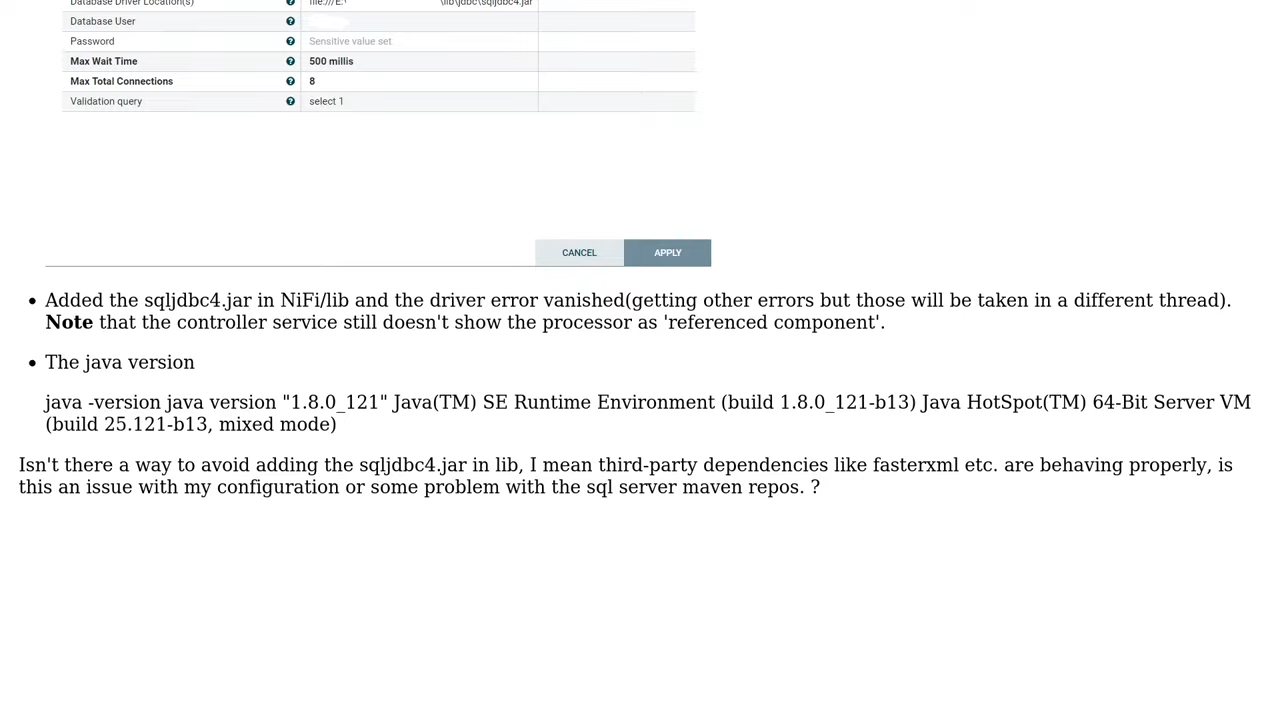 Database Driver Location(s) file:///E:\ \lib\jdbc\sqljdbc4.jar
Database User
Password Sensitive value set
Max Wait Time 500 millis
Max Total Connections 8
Validation query select 1
CANCEL APPLY
• Added the sqljdbc4.jar in NiFi/lib and the driver error vanished(getting other errors but those will be taken in a different thread).
Note that the controller service still doesn't show the processor as 'referenced component'.
• The java version
java -version java version "1.8.0_121" Java(TM) SE Runtime Environment (build 1.8.0_121-b13) Java HotSpot(TM) 64-Bit Server VM
(build 25.121-b13, mixed mode)
Isn't there a way to avoid adding the sqljdbc4.jar in lib, I mean third-party dependencies like fasterxml etc. are behaving properly, is
this an issue with my configuration or some problem with the sql server maven repos. ?